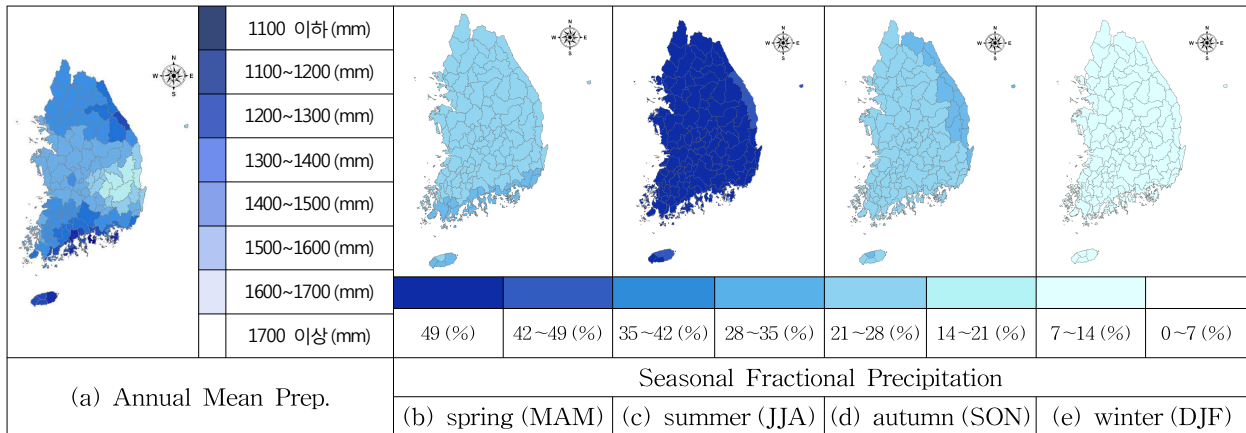 N
W E
S
1100 이하(mm)
1100~1200(mm)
1200~1300(mm)
1300~1400(mm)
1400~1500(mm)
1500~1600(mm)
1600~1700(mm)
1700 이상(mm)
(a) Annual Mean Prep.
N
W E
S
N
W E
S
N
W E
S
N
W E
S
49 (%)
42~49 (%)
35~42 (%)
28~35 (%)
21~28 (%)
14~21 (%)
7~14 (%)
0~7 (%)
Seasonal Fractional Precipitation
(b) spring (MAM)
(c) summer (JJA)
(d) autumn (SON)
(e) winter (DJF)